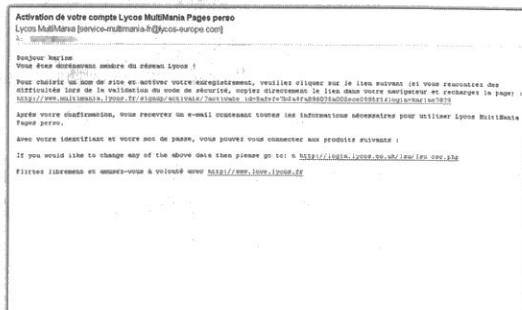 Activation de votre compte Lycos MultiMania Pages perso
Lycos MultiMania [service-multimania-fr@lycos-europe.com]
À:
Bonjour karine
Vous êtes dorénavant membre du réseau Lycos !
Pour choisir un nom de site et activer votre enregistrement, veuillez cliquer sur le lien suivant (si vous rencontrez des
difficultés lors de la validation du code de sécurité, copiez directement le lien dans votre navigateur et rechargez la page) :
Après votre confirmation, vous recevrez un e-mail contenant toutes les informations nécessaires pour utiliser Lycos MultiMania
Pages perso.
Avec votre identifiant et votre mot de passe, vous pouvez vous connecter aux produits suivants :
If you would like to change any of the above data then please go to: n
Flirtez librement et amusez-vous à volonté avec http://www.love.lycos.fr